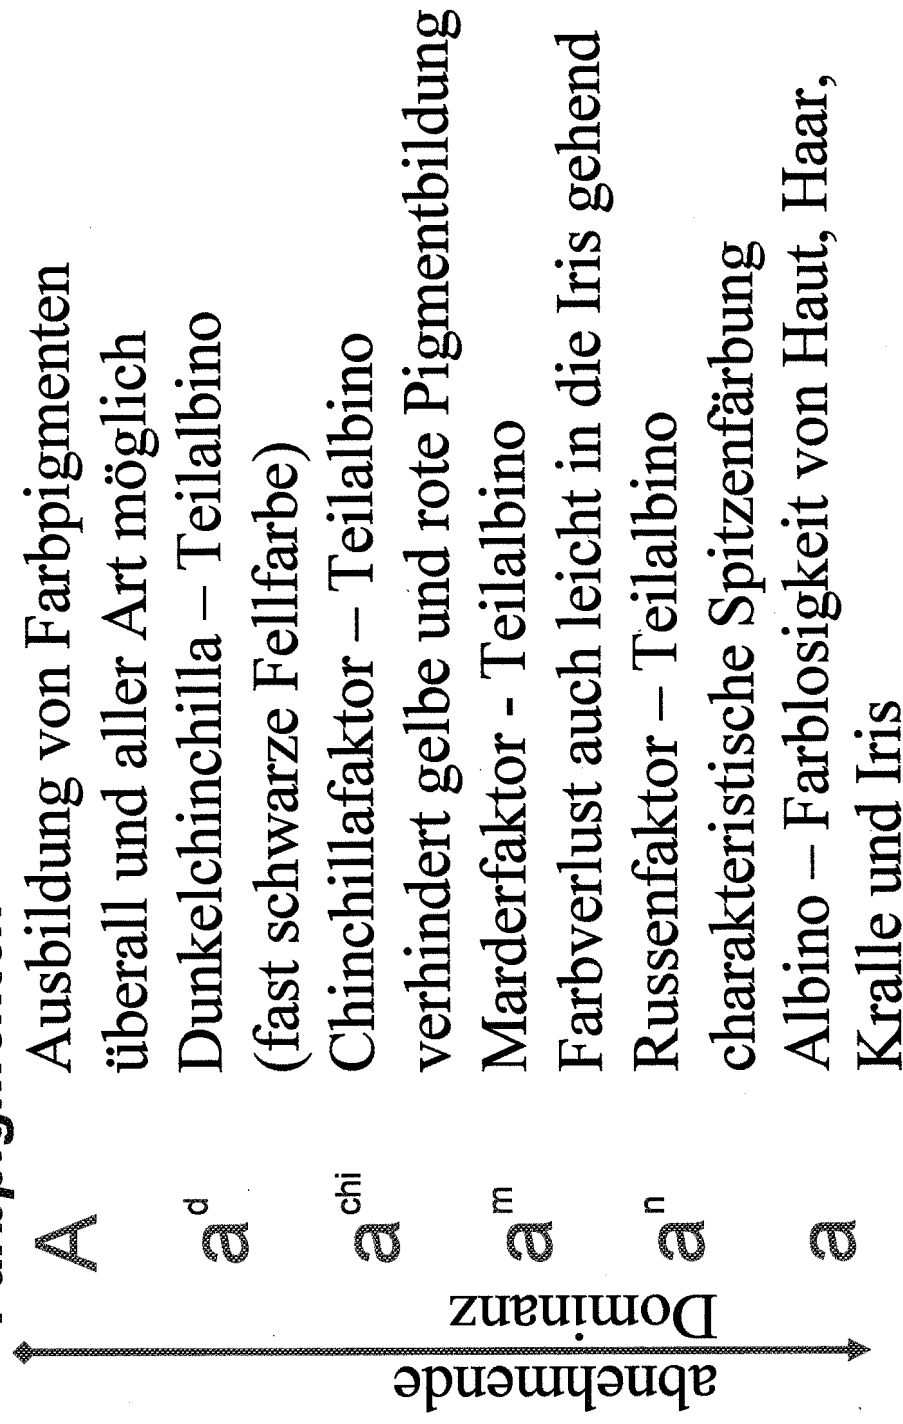 A Ausbildung von Farbpigmenten
überall und aller Art möglich
a^d Dunkelchinchilla – Teilalbino
(fast schwarze Fellfarbe)
a^chi Chinchillafaktor – Teilalbino
verhindert gelbe und rote Pigmentbildung
a^m Marderfaktor - Teilalbino
Farbverlust auch leicht in die Iris gehend
a^n Russenfaktor – Teilalbino
charakteristische Spitzenfärbung
a Albino – Farblosigkeit von Haut, Haar,
Kralle und Iris
abnehmende
Dominanz